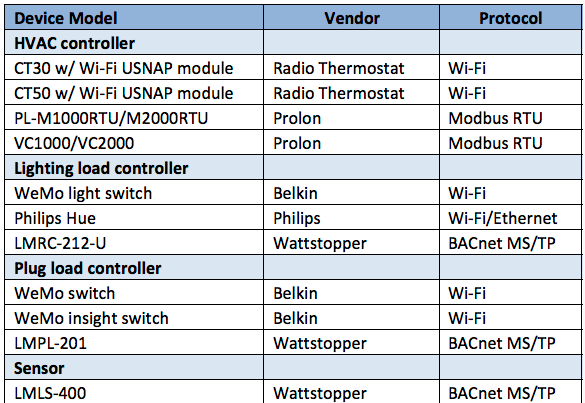 Device Model Vendor Protocol
HVAC controller
CT30 w/ Wi-Fi USNAP module Radio Thermostat Wi-Fi
CT50 w/ Wi-Fi USNAP module Radio Thermostat Wi-Fi
PL-M1000RTU/M2000RTU Prolon Modbus RTU
VC1000/VC2000 Prolon Modbus RTU
Lighting load controller
WeMo light switch Belkin Wi-Fi
Philips Hue Philips Wi-Fi/Ethernet
LMRC-212-U Wattstopper BACnet MS/TP
Plug load controller
WeMo switch Belkin Wi-Fi
WeMo insight switch Belkin Wi-Fi
LMPL-201 Wattstopper BACnet MS/TP
Sensor
LMLS-400 Wattstopper BACnet MS/TP